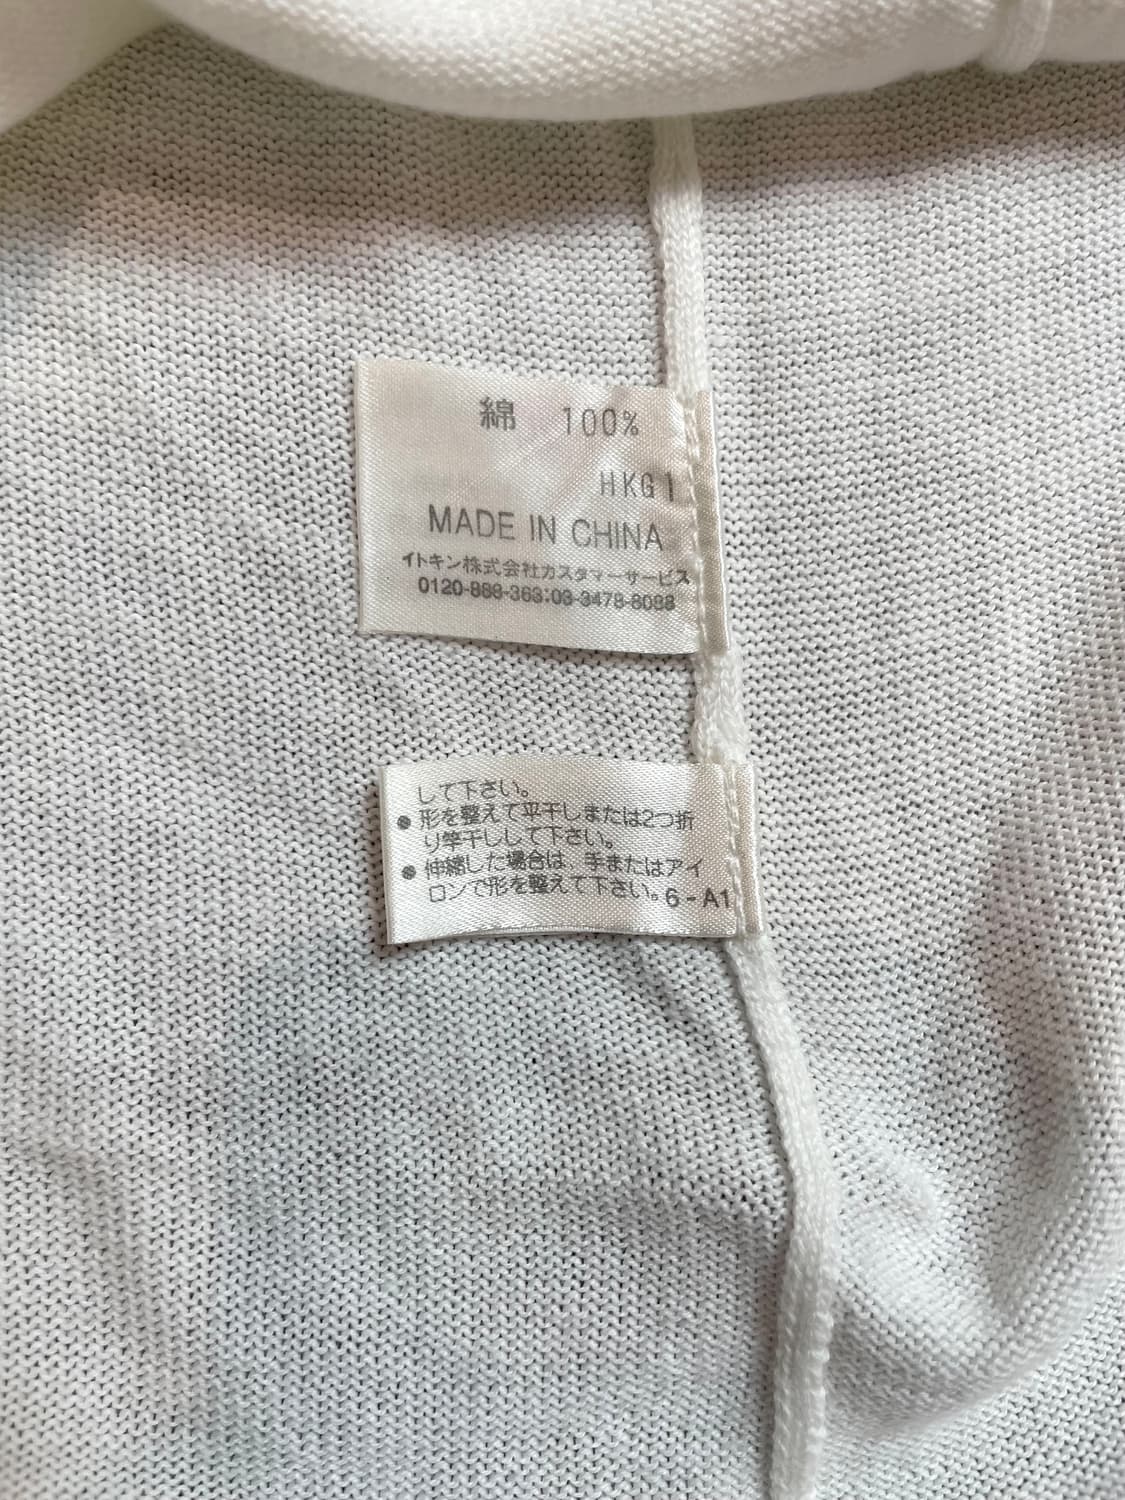 綿 100%
HKG1
MADE IN CHINA
イトキン株式会社カスタマーサービス
0120-888-363:03-3478-8088
して下さい。
● 形を整えて平干しまたは2つ折
り竿干しして下さい。
● 伸縮した場合は、手またはアイ
ロンで形を整えて下さい。6-A1